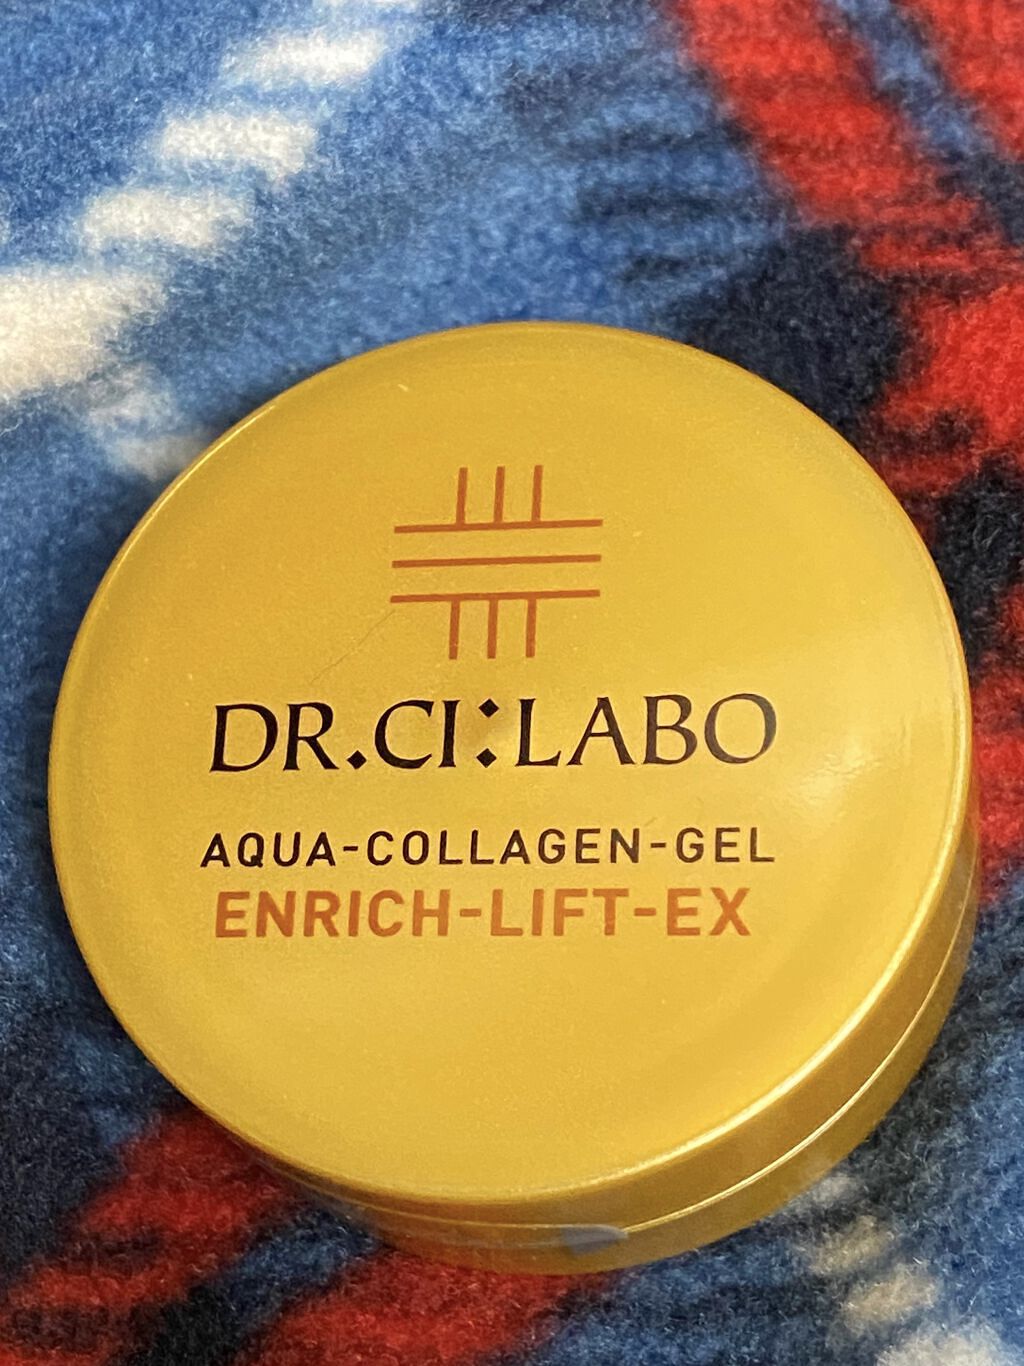 DR.CI:LABO
AQUA-COLLAGEN-GEL
ENRICH-LIFT-EX